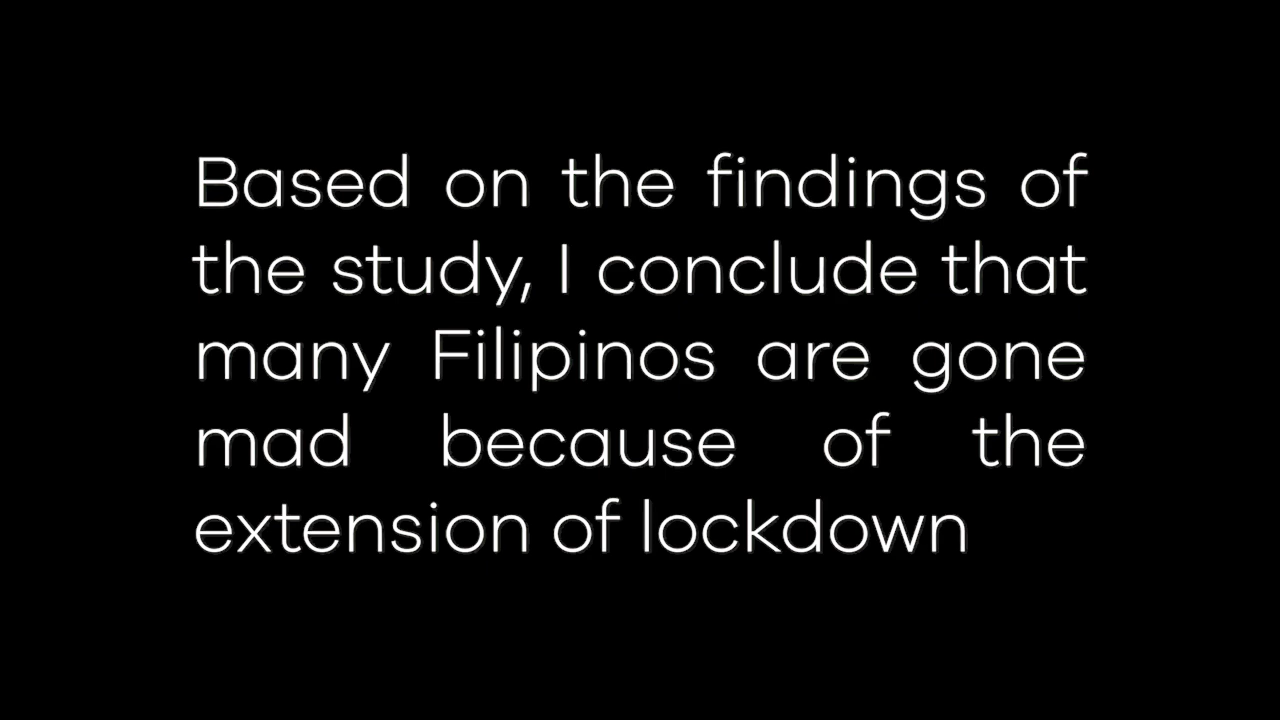 Based on the findings of
the study, I conclude that
many Filipinos are gone
mad because of the
extension of lockdown